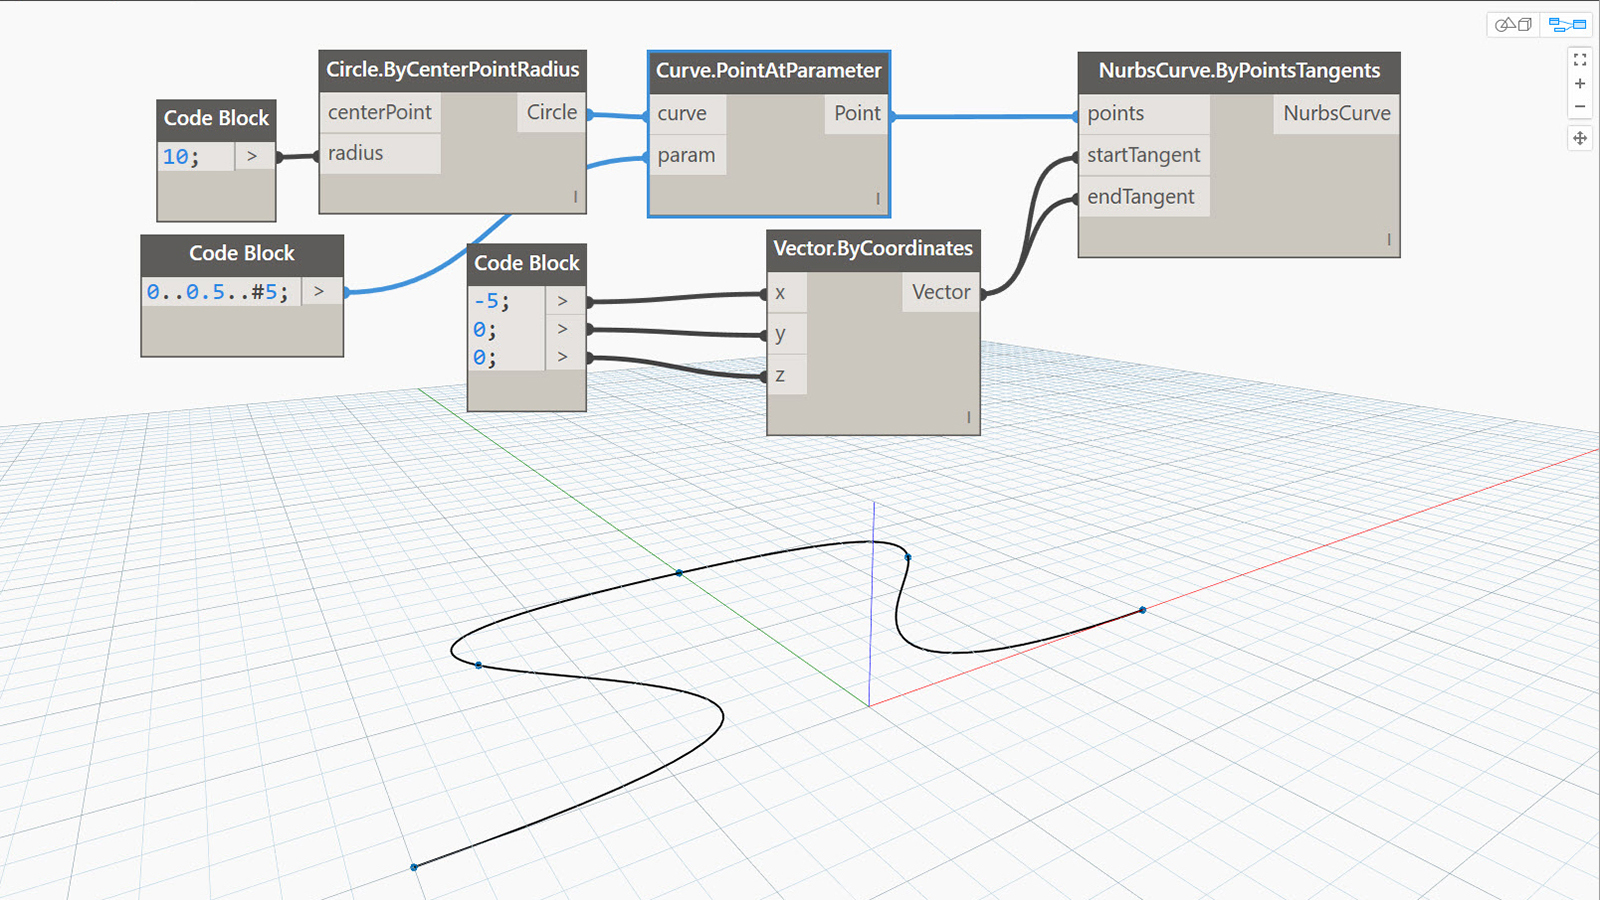 Code Block
10; >
Circle.ByCenterPointRadius
centerPoint Circle
radius
Curve.PointAtParameter
curve Point
param
NurbsCurve.ByPointsTangents
points NurbsCurve
startTangent
endTangent
Code Block
0..0.5..#5; >
Code Block
-5; >
0; >
0; >
Vector.ByCoordinates
x Vector
y
z